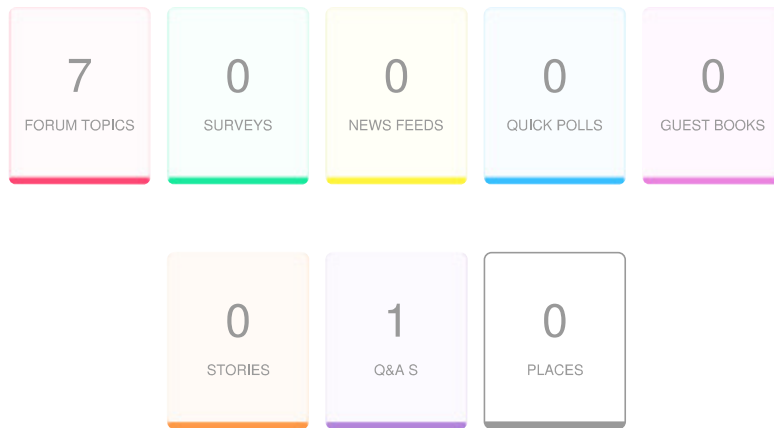 7 0 0 0 0
FORUM TOPICS SURVEYS NEWS FEEDS QUICK POLLS GUEST BOOKS
0 1 0
STORIES Q&A S PLACES